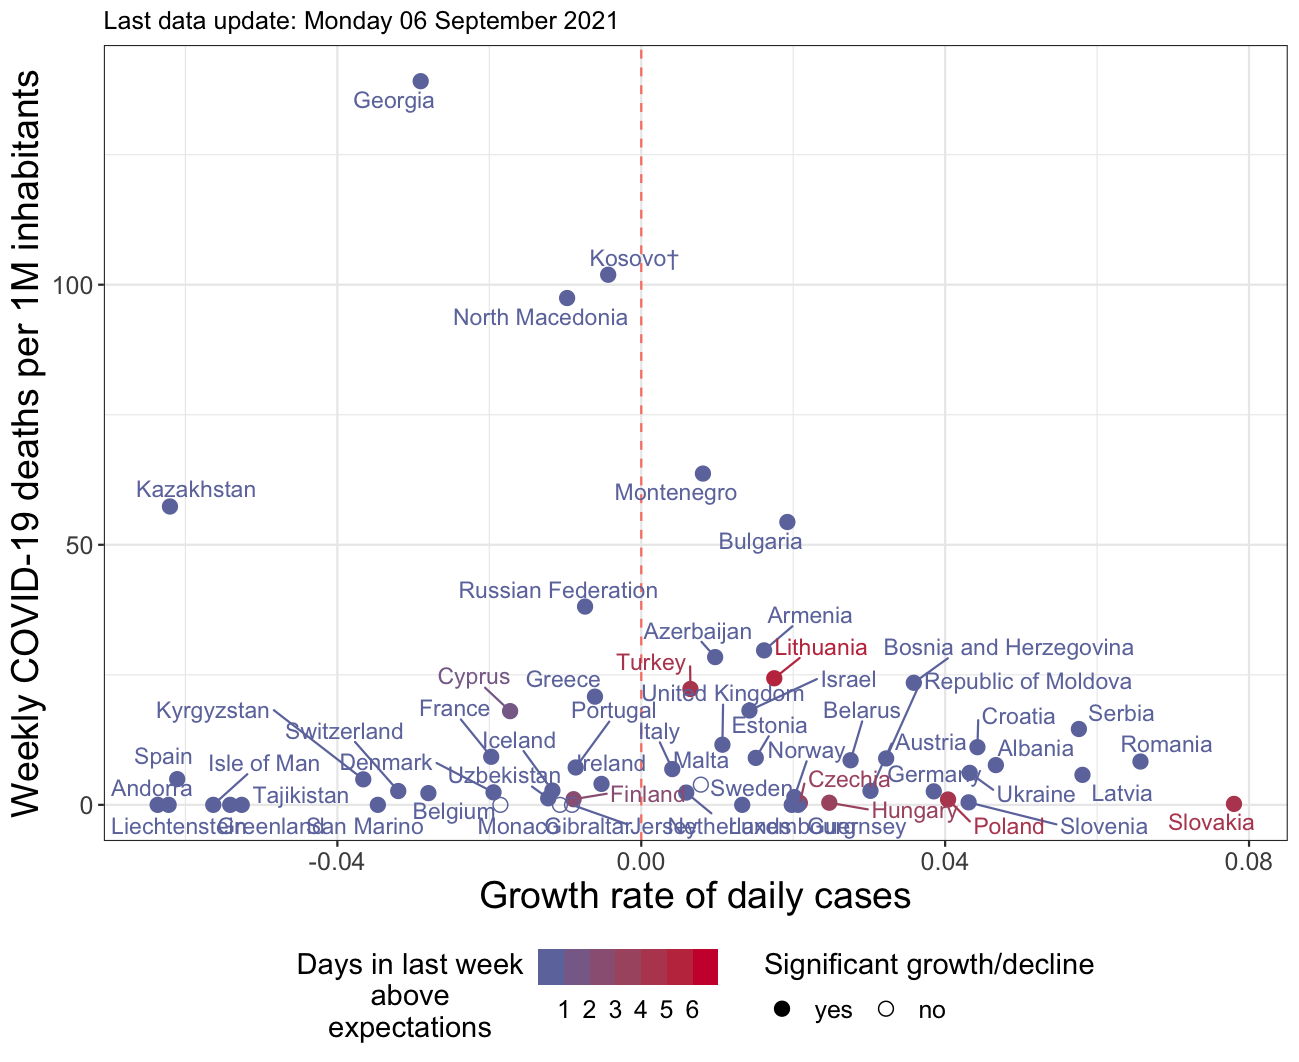 Last data update: Monday 06 September 2021
Weekly COVID-19 deaths per 1M inhabitants
100
50
0
Georgia
Kosovo†
North Macedonia
Montenegro
Kazakhstan
Bulgaria
Russian Federation
Armenia
Azerbaijan
Lithuania
Bosnia and Herzegovina
Turkey
Cyprus
Greece
United Kingdom
Israel
Republic of Moldova
Kyrgyzstan
France
Portugal
Belarus
Croatia
Serbia
Switzerland
Iceland
Italy
Estonia
Austria
Albania
Romania
Spain
Isle of Man
Denmark
Uzbekistan
Ireland
Malta
Norway
Germany
Andorra
Tajikistan
Belgium
Finland
Sweden
Czechia
Hungary
Ukraine
Latvia
Liechtenstein
Greenland
San Marino
Monaco
Gibraltar
Jersey
Netherlands
Luxembourg
Guernsey
Poland
Slovenia
Slovakia
-0.04
0.00
0.04
0.08
Growth rate of daily cases
Days in last week
above
expectations
1 2 3 4 5 6
Significant growth/decline
yes
no